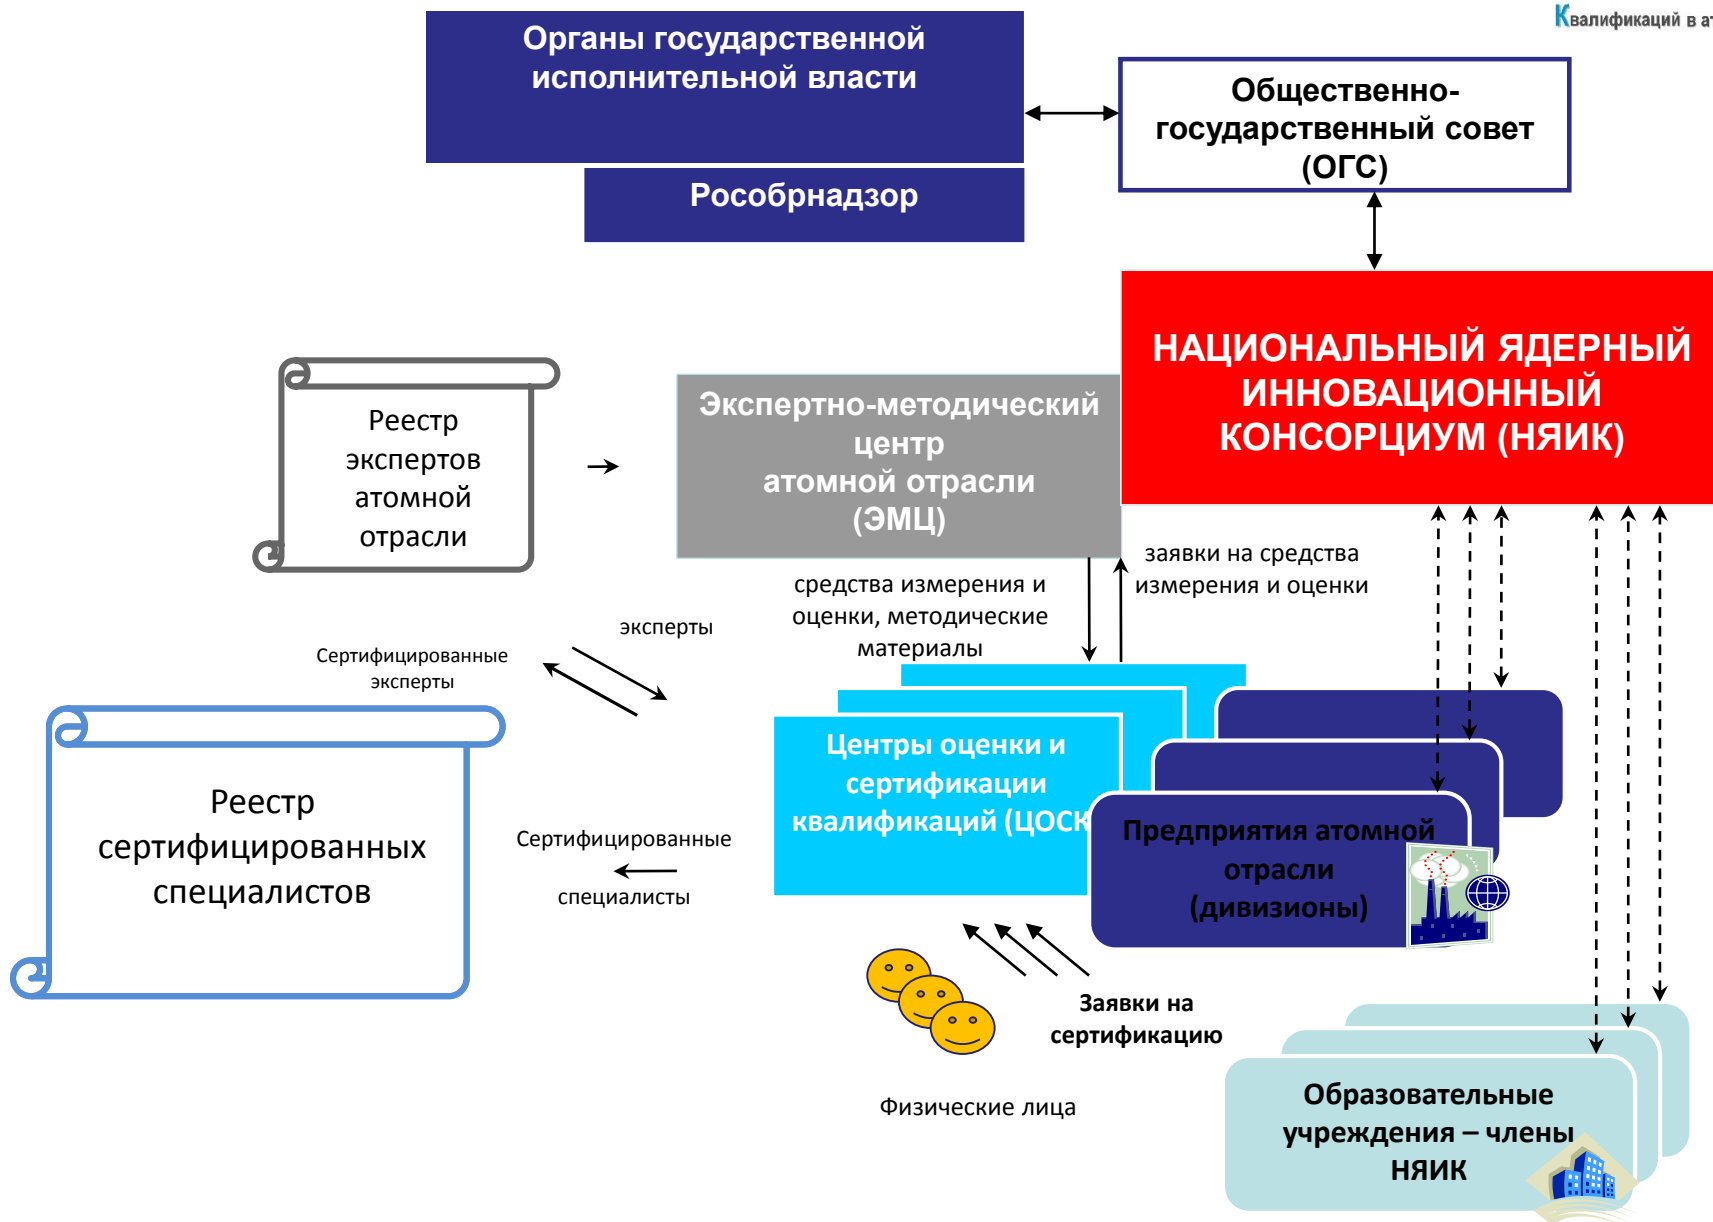 Квалификаций в ат
Органы государственной
исполнительной власти
Общественно-
государственный совет
(ОГС)
Рособрнадзор
НАЦИОНАЛЬНЫЙ ЯДЕРНЫЙ
ИННОВАЦИОННЫЙ
КОНСОРЦИУМ (НЯИК)
Реестр
экспертов
атомной
отрасли
Экспертно-методический
центр
атомной отрасли
(ЭМЦ)
средства измерения и
оценки, методические
материалы
заявки на средства
измерения и оценки
эксперты
Сертифицированные
эксперты
Реестр
сертифицированных
специалистов
Сертифицированные
специалисты
Центры оценки и
сертификации
квалификаций (ЦОСК
Предприятия атомной
отрасли
(дивизионы)
Заявки на
сертификацию
Физические лица
Образовательные
учреждения – члены
НЯИК